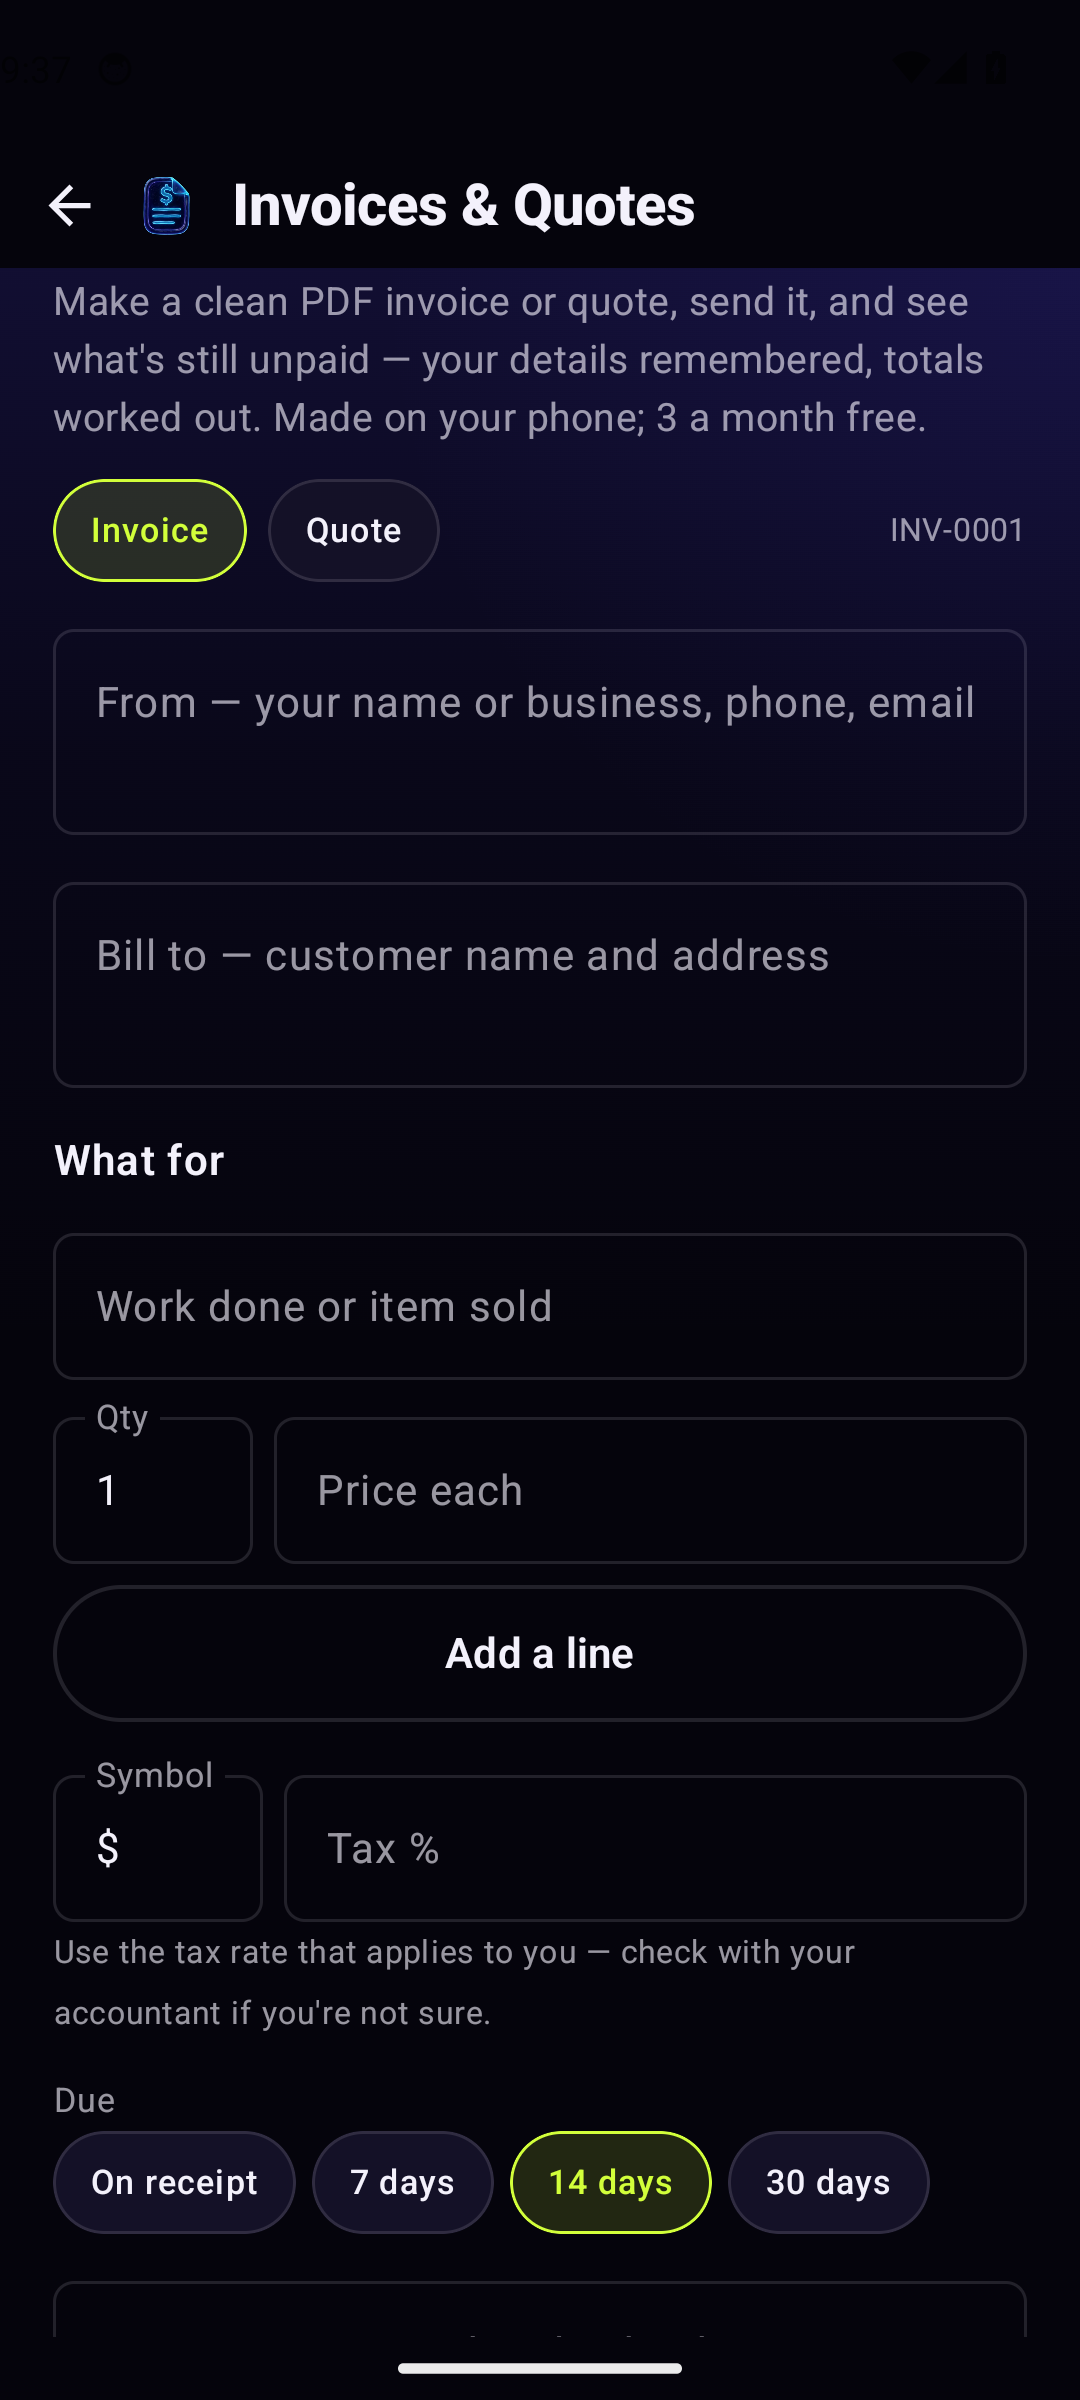 9:37
Invoices & Quotes
Make a clean PDF invoice or quote, send it, and see
what's still unpaid — your details remembered, totals
worked out. Made on your phone; 3 a month free.
Invoice
Quote
INV-0001
From — your name or business, phone, email
Bill to — customer name and address
What for
Work done or item sold
Qty
1
Price each
Add a line
Symbol
$
Tax %
Use the tax rate that applies to you — check with your
accountant if you're not sure.
Due
On receipt
7 days
14 days
30 days